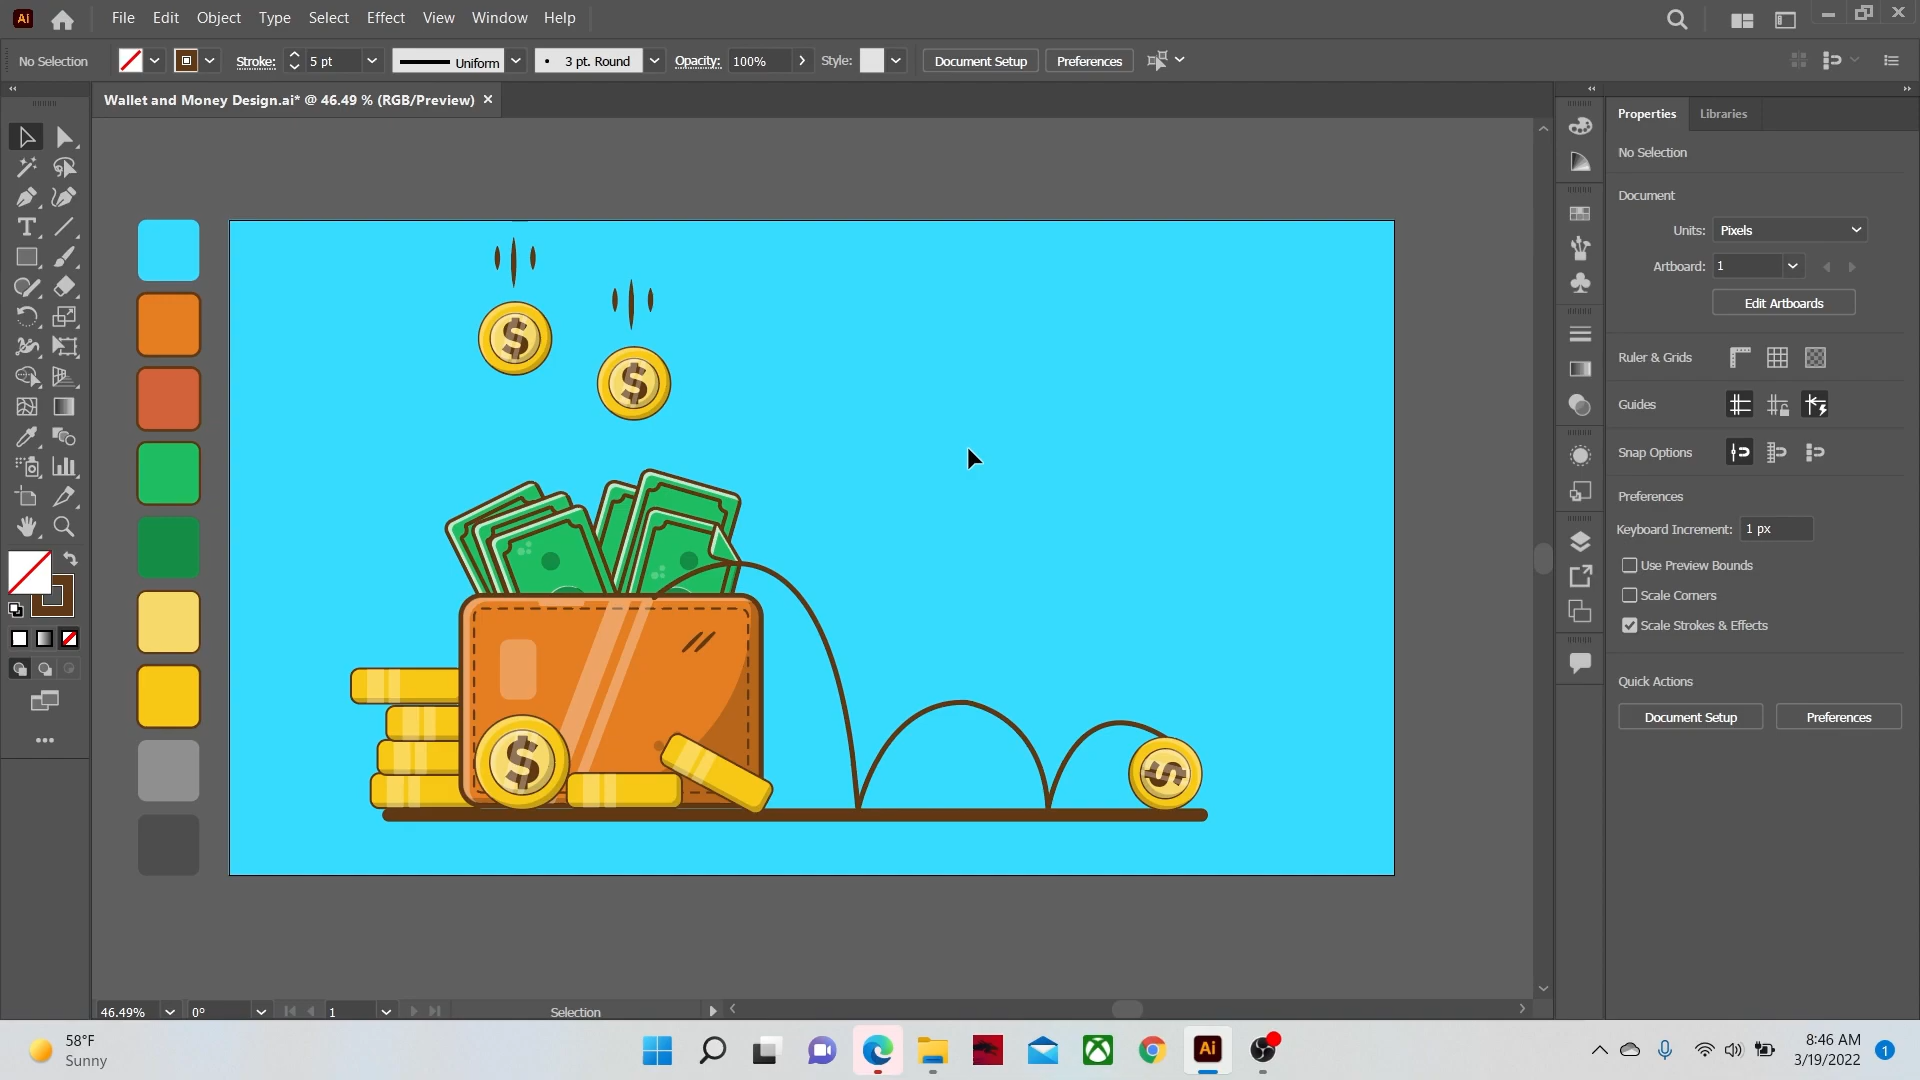 Ai File Edit Object Type Select Effect View Window Help
No Selection Stroke: 5 pt Uniform 3 pt. Round Opacity: 100% Style: Document Setup Preferences
Wallet and Money Design.ai* @ 46.49 % (RGB/Preview)
Properties Libraries
No Selection
Document
Units: Pixels
Artboard: 1
Edit Artboards
Ruler & Grids
Guides
Snap Options
Preferences
Keyboard Increment: 1 px
Use Preview Bounds
Scale Corners
Scale Strokes & Effects
Quick Actions
Document Setup Preferences
$
$
$
$
46.49% 0° 1 Selection
58°F
Sunny
Ai
8:46 AM
3/19/2022
1